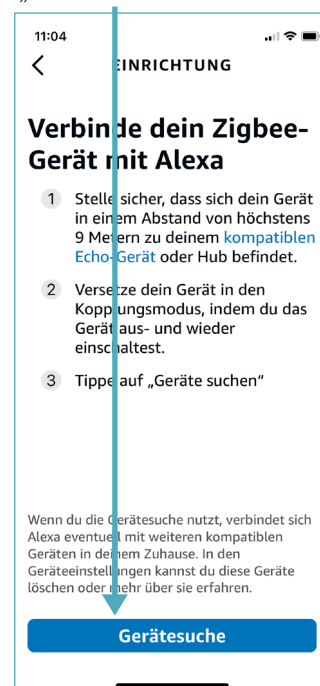 „
11:04
EINRICHTUNG
Verbinde dein Zigbee-
Gerät mit Alexa
1 Stelle sicher, dass sich dein Gerät
in einem Abstand von höchstens
9 Metern zu deinem kompatiblen
Echo-Gerät oder Hub befindet.
2 Versetze dein Gerät in den
Kopplungsmodus, indem du das
Gerät aus- und wieder
einschaltest.
3 Tippe auf „Geräte suchen“
Wenn du die Gerätesuche nutzt, verbindet sich
Alexa eventuell mit weiteren kompatiblen
Geräten in deinem Zuhause. In den
Geräteeinstellungen kannst du diese Geräte
löschen oder mehr über sie erfahren.
Gerätesuche